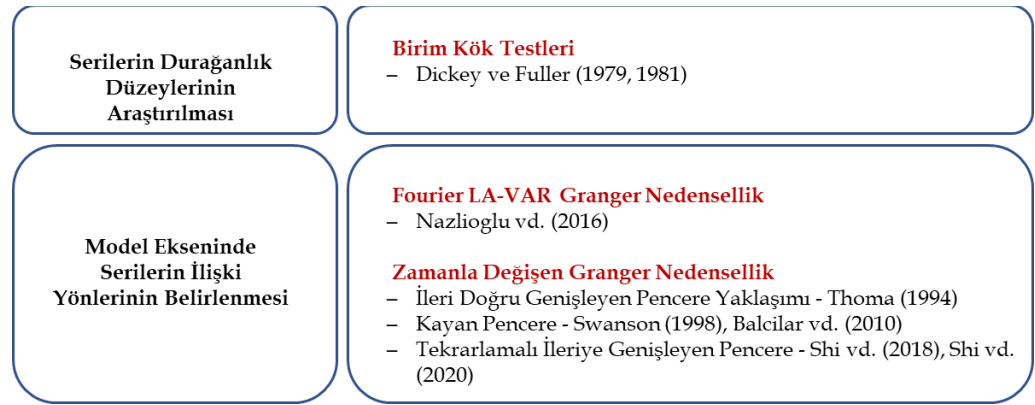 Serilerin Durağanlık
Düzeylerinin
Araştırılması
Birim Kök Testleri
– Dickey ve Fuller (1979, 1981)
Model Ekseninde
Serilerin İlişki
Yönlerinin Belirlenmesi
Fourier LA-VAR Granger Nedensellik
– Nazlioglu vd. (2016)
Zamanla Değişen Granger Nedensellik
– İleri Doğru Genişleyen Pencere Yaklaşımı - Thoma (1994)
– Kayan Pencere - Swanson (1998), Balcilar vd. (2010)
– Tekrarlamalı İleriye Genişleyen Pencere - Shi vd. (2018), Shi vd.
(2020)